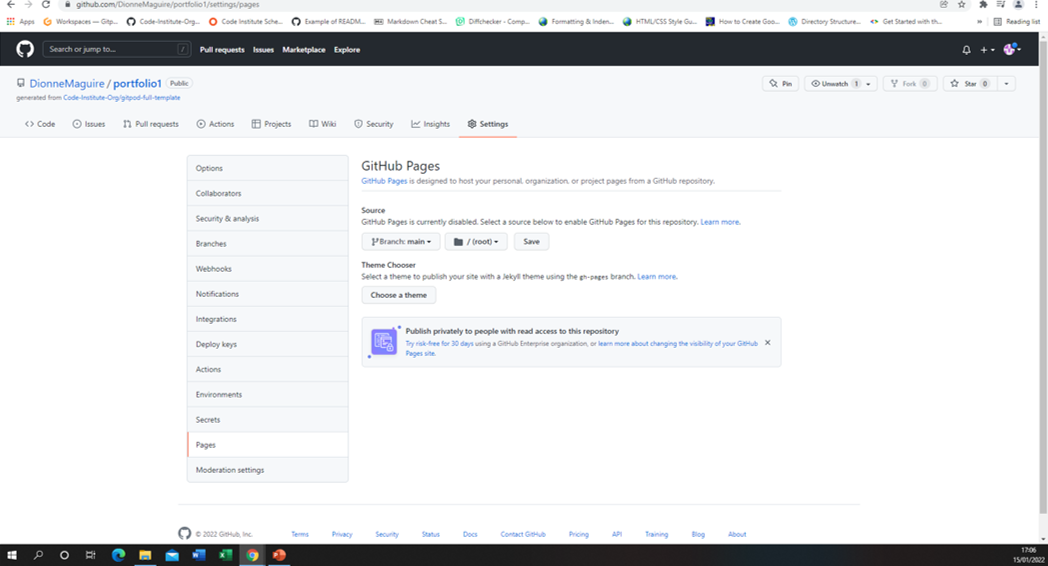 github.com/DionneMaguire/portfolio1/settings/pages
Apps Workspaces — Gitp... Code-Institute-Org... Code Institute Sche... Example of READM... Markdown Cheat S... Diffchecker - Comp... Formatting & Inden... HTML/CSS Style Gu... How to Create Goo... Directory Structure... Get Started with th... » Reading list
Search or jump to... / Pull requests Issues Marketplace Explore
DionneMaguire / portfolio1 Public Pin Unwatch 1 Fork 0 Star 0
generated from Code-Institute-Org/gitpod-full-template
Code Issues Pull requests Actions Projects Wiki Security Insights Settings
Options
Collaborators
Security & analysis
Branches
Webhooks
Notifications
Integrations
Deploy keys
Actions
Environments
Secrets
Pages
Moderation settings
GitHub Pages
GitHub Pages is designed to host your personal, organization, or project pages from a GitHub repository.
Source
GitHub Pages is currently disabled. Select a source below to enable GitHub Pages for this repository. Learn more.
Branch: main / (root) Save
Theme Chooser
Select a theme to publish your site with a Jekyll theme using the gh-pages branch. Learn more.
Choose a theme
Publish privately to people with read access to this repository
Try risk-free for 30 days using a GitHub Enterprise organization, or learn more about changing the visibility of your GitHub
Pages site.
© 2022 GitHub, Inc. Terms Privacy Security Status Docs Contact GitHub Pricing API Training Blog About
17:06
15/01/2022